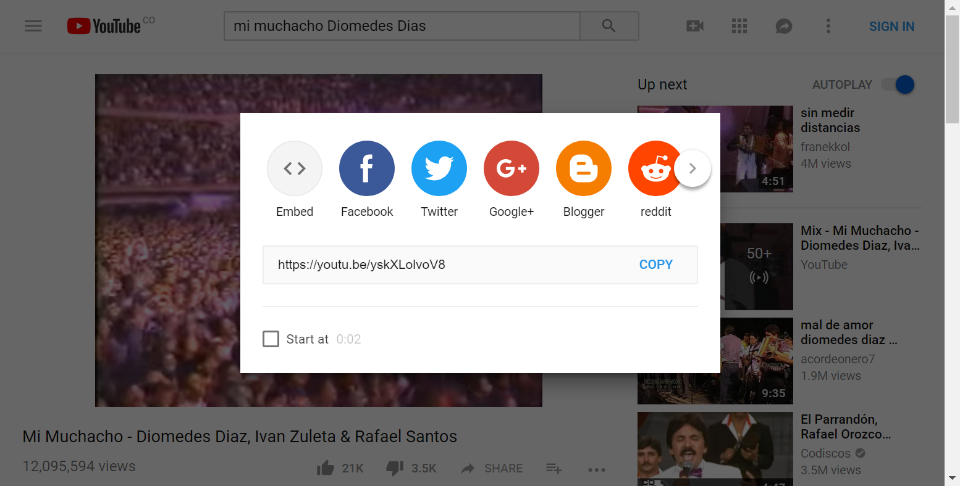 YouTube CO
mi muchacho Diomedes Dias
SIGN IN
Up next
AUTOPLAY
4:51
sin medir
distancias
franekkol
4M views
50+
Mix - Mi Muchacho -
Diomedes Diaz, Iva...
YouTube
9:35
mal de amor
diomedes diaz ...
acordeonero7
1.9M views
El Parrandón,
Rafael Orozco...
Codiscos
3.5M views
Embed
Facebook
Twitter
Google+
Blogger
reddit
https://youtu.be/yskXLolvoV8
COPY
Start at 0:02
Mi Muchacho - Diomedes Diaz, Ivan Zuleta & Rafael Santos
12,095,594 views
21K
3.5K
SHARE